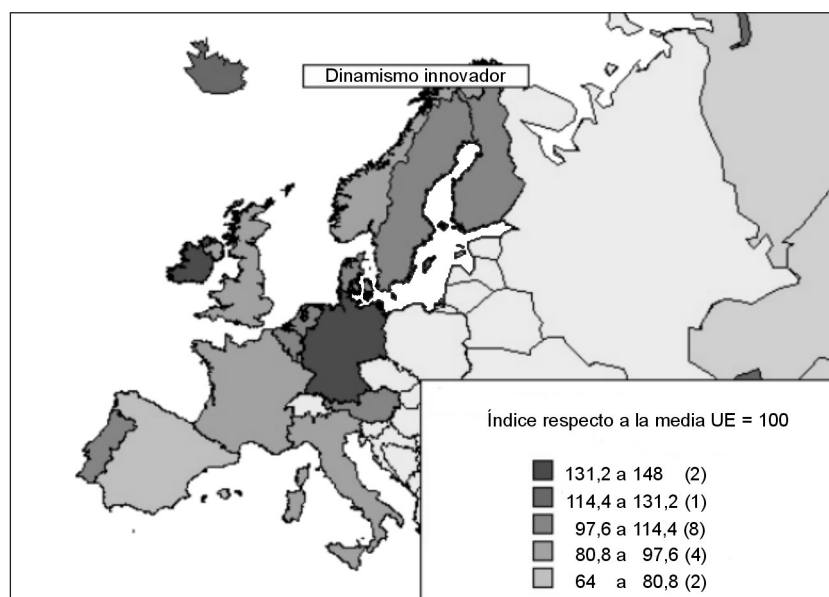 Dinamismo innovador
Índice respecto a la media UE = 100
131,2 a 148 (2)
114,4 a 131,2 (1)
97,6 a 114,4 (8)
80,8 a 97,6 (4)
64 a 80,8 (2)